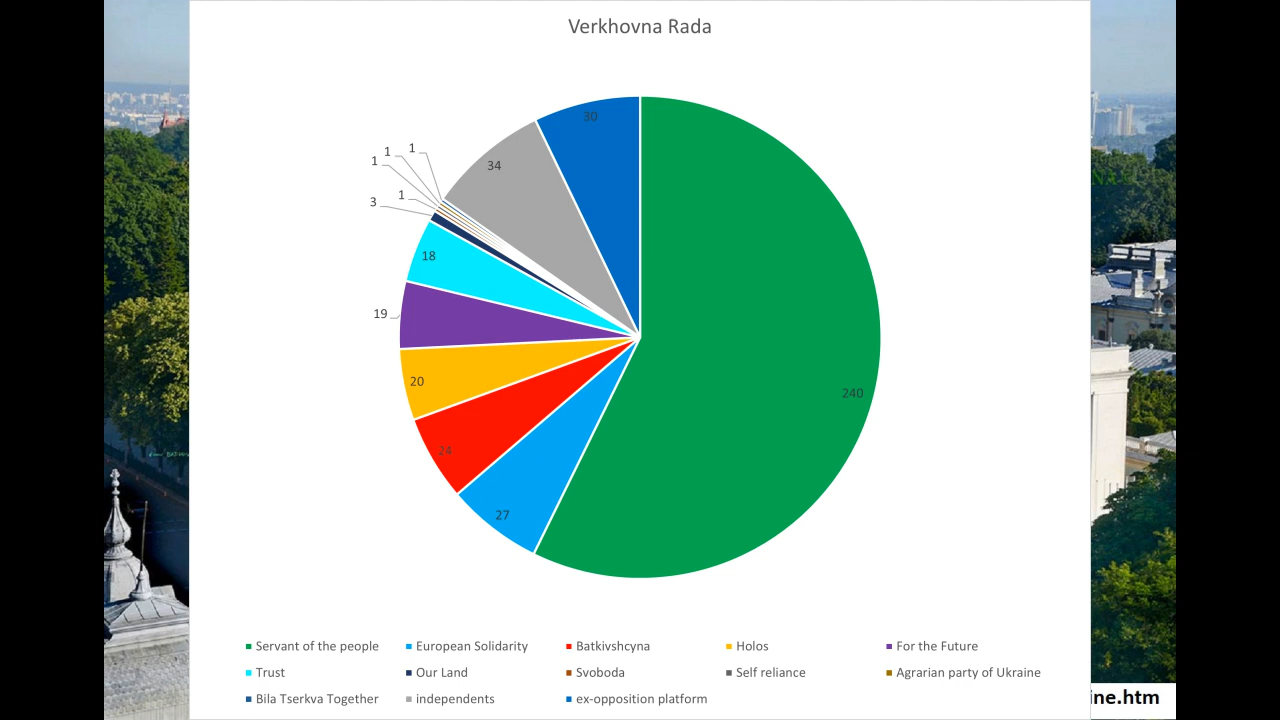 Verkhovna Rada
30
34
1
1
1
1
3
18
19
20
24
27
240
Servant of the people
European Solidarity
Batkivshcyna
Holos
For the Future
Trust
Our Land
Svoboda
Self reliance
Agrarian party of Ukraine
Bila Tserkva Together
independents
ex-opposition platform
ine.htm